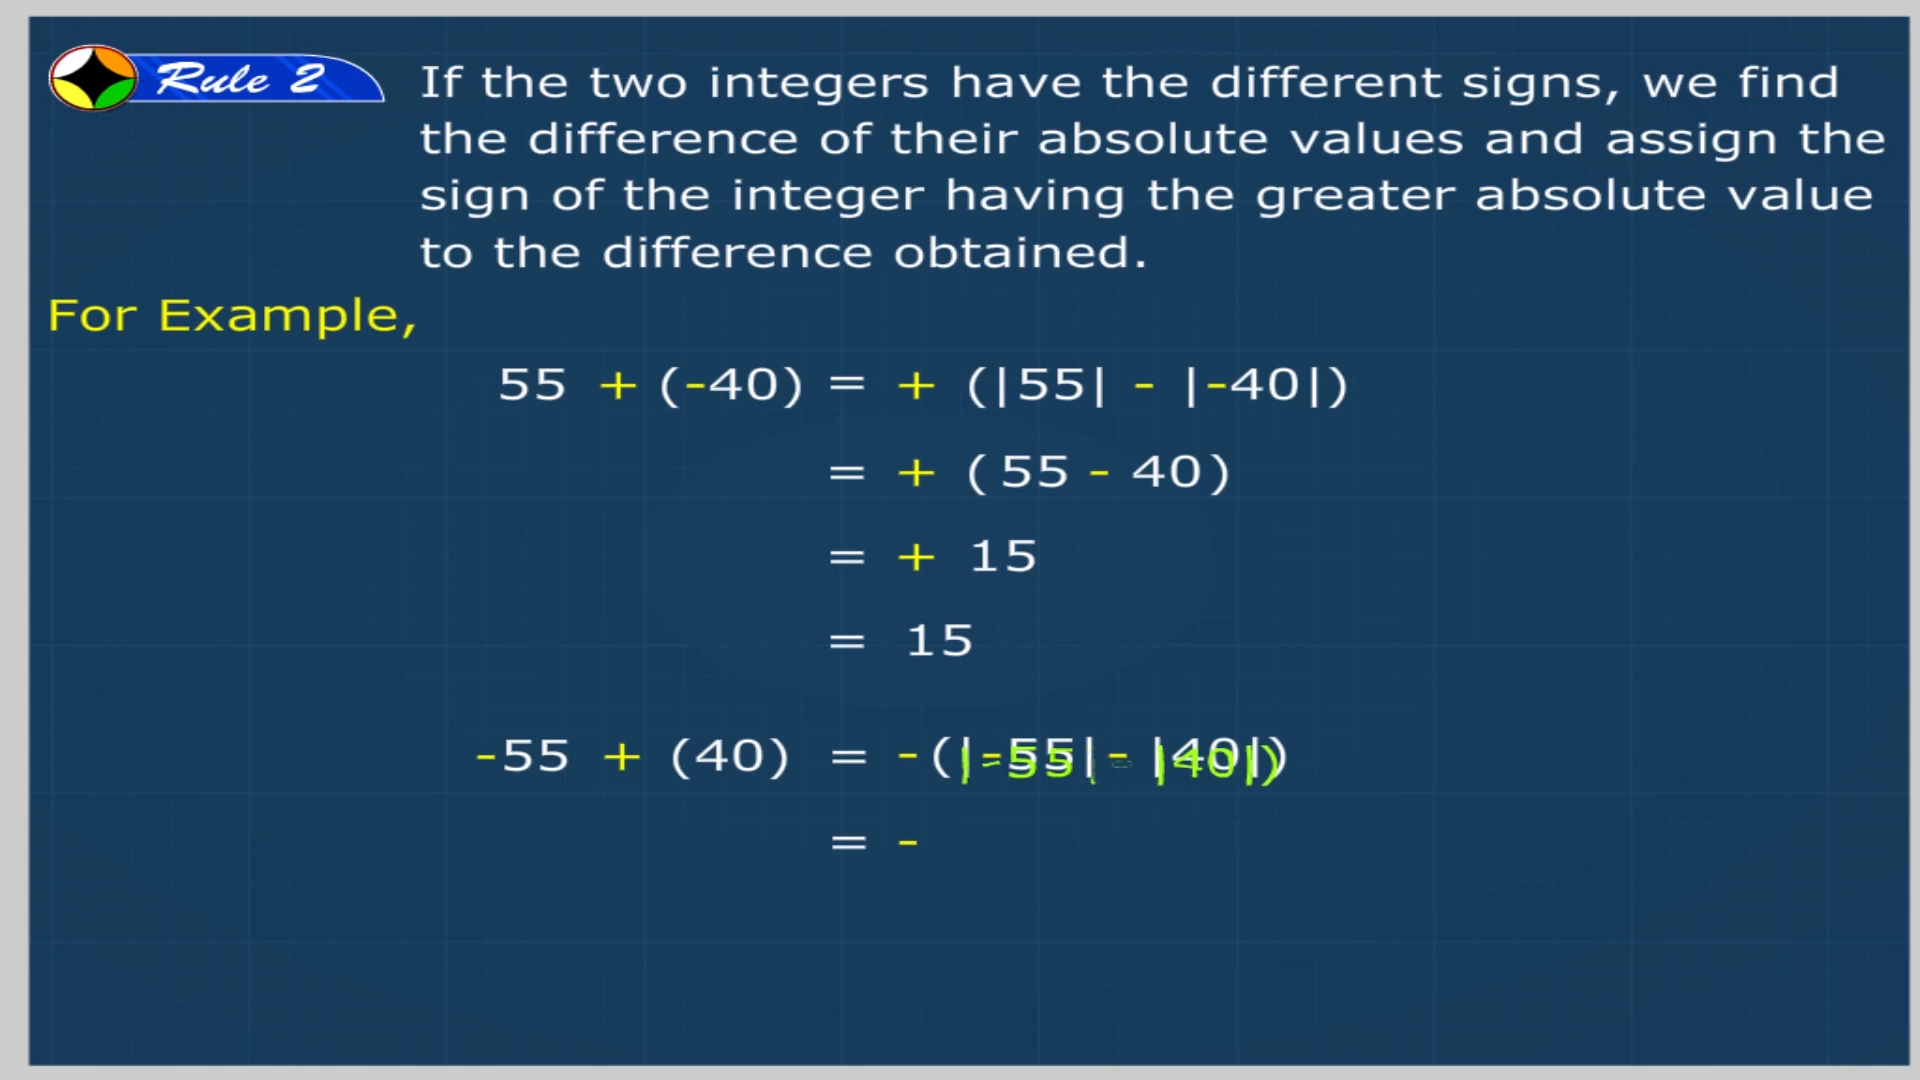 Rule 2
If the two integers have the different signs, we find
the difference of their absolute values and assign the
sign of the integer having the greater absolute value
to the difference obtained.
For Example,
55 + (-40) = + (|55| - |-40|)
= + (55 - 40)
= + 15
= 15
-55 + (40) = - (|-55| - |40|)
|-55| - |40|)
= -